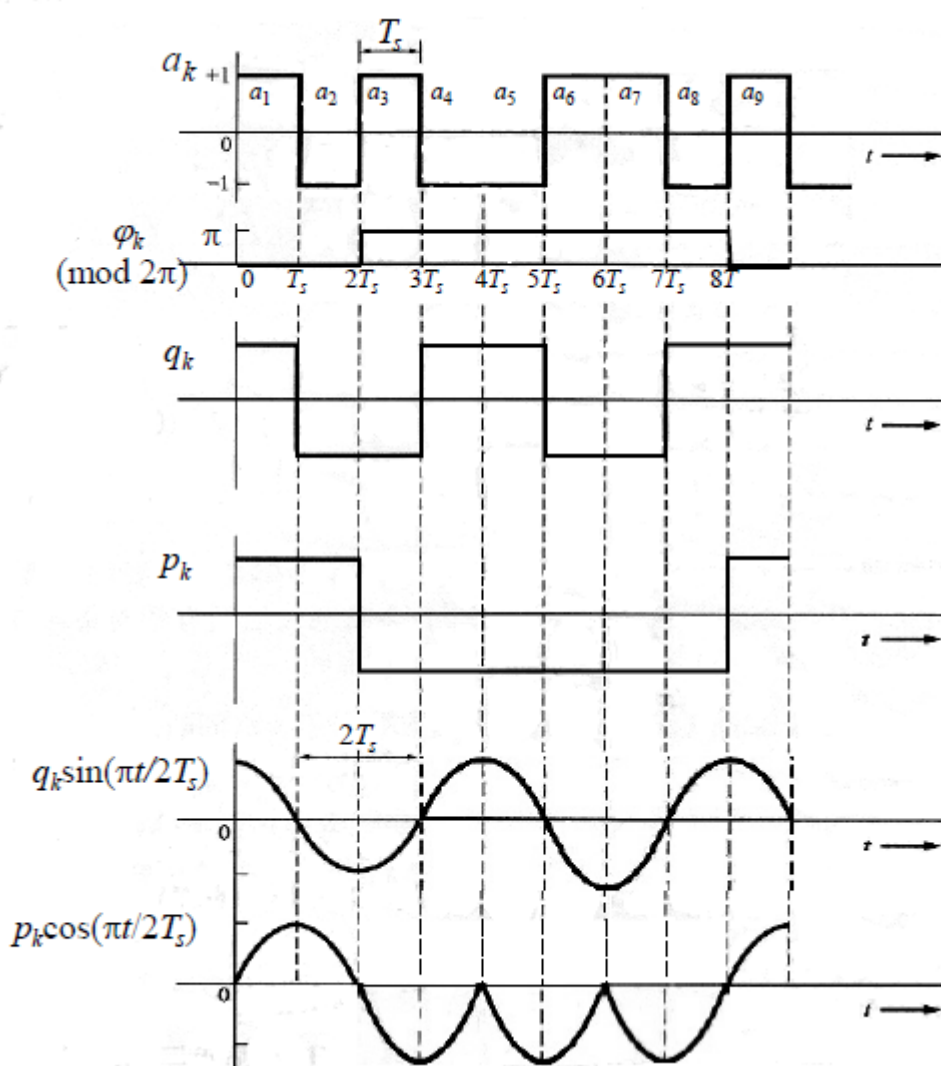 T_s
a_k +1
a_1 a_2 a_3 a_4 a_5 a_6 a_7 a_8 a_9
0
t
−1
φ_k π
(mod 2π) 0 T_s 2T_s 3T_s 4T_s 5T_s 6T_s 7T_s 8T
q_k
t
p_k
t
2T_s
q_k sin(πt/2T_s)
0
t
p_k cos(πt/2T_s)
0
t